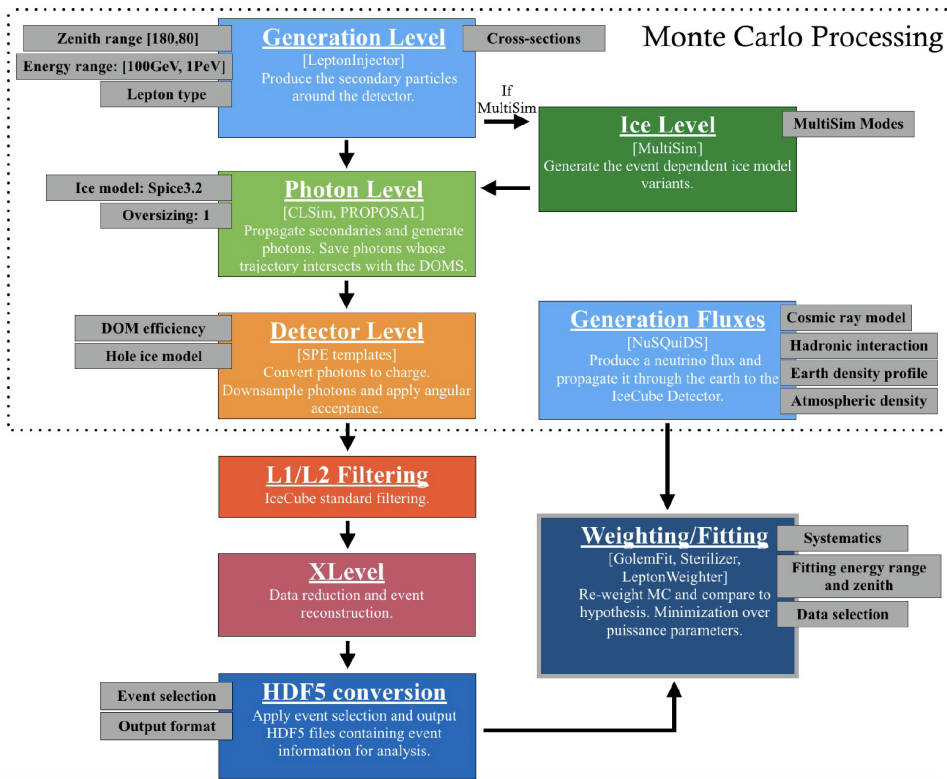 Monte Carlo Processing
Zenith range [180,80]
Energy range: [100GeV, 1PeV]
Lepton type
Generation Level
[LeptonInjector]
Produce the secondary particles
around the detector.
Cross-sections
If
MultiSim
Ice Level
[MultiSim]
Generate the event dependent ice model
variants.
MultiSim Modes
Ice model: Spice3.2
Oversizing: 1
Photon Level
[CLSim, PROPOSAL]
Propagate secondaries and generate
photons. Save photons whose
trajectory intersects with the DOMS.
DOM efficiency
Hole ice model
Detector Level
[SPE templates]
Convert photons to charge.
Downsample photons and apply angular
acceptance.
Generation Fluxes
[NuSQuiDS]
Produce a neutrino flux and
propagate it through the earth to the
IceCube Detector.
Cosmic ray model
Hadronic interaction
Earth density profile
Atmospheric density
L1/L2 Filtering
IceCube standard filtering.
XLevel
Data reduction and event
reconstruction.
Weighting/Fitting
[GolemFit, Sterilizer,
LeptonWeighter]
Re-weight MC and compare to
hypothesis. Minimization over
puissance parameters.
Systematics
Fitting energy range
and zenith
Data selection
Event selection
Output format
HDF5 conversion
Apply event selection and output
HDF5 files containing event
information for analysis.